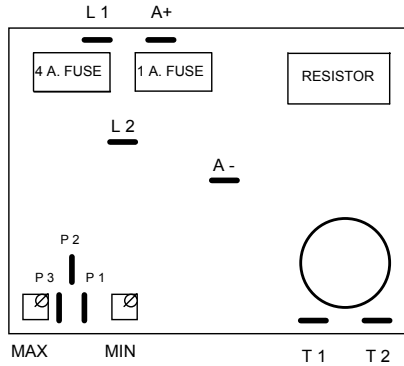 L 1 A+
4 A. FUSE 1 A. FUSE RESISTOR
L 2
A -
P 2
P 3 P 1
MAX MIN T 1 T 2